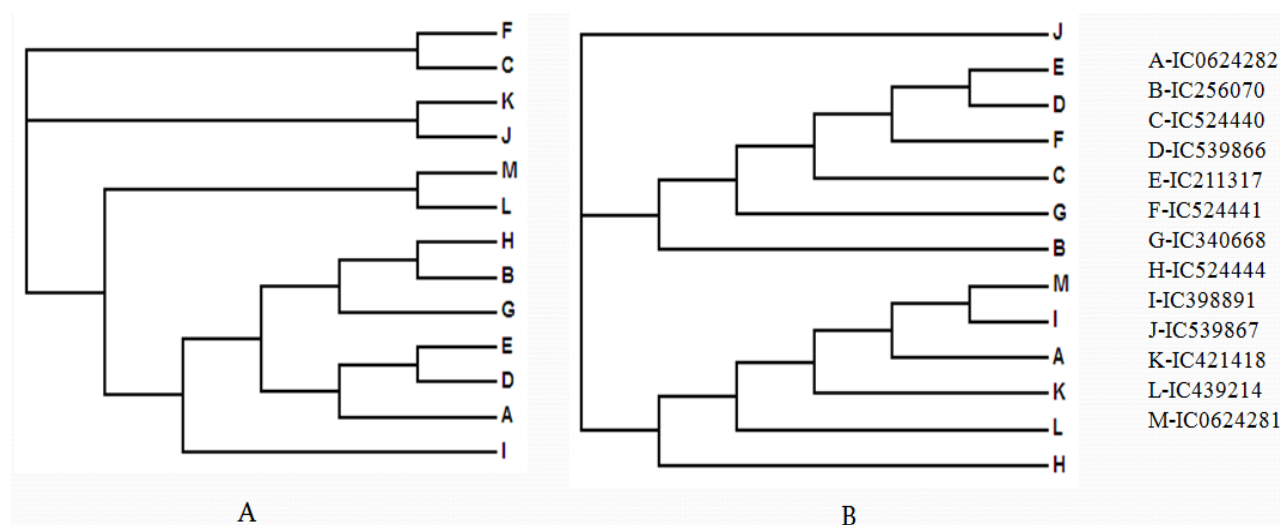 F
C
K
J
M
L
H
B
G
E
D
A
I
A
J
E
D
F
C
G
B
M
I
A
K
L
H
B
A-IC0624282
B-IC256070
C-IC524440
D-IC539866
E-IC211317
F-IC524441
G-IC340668
H-IC524444
I-IC398891
J-IC539867
K-IC421418
L-IC439214
M-IC0624281